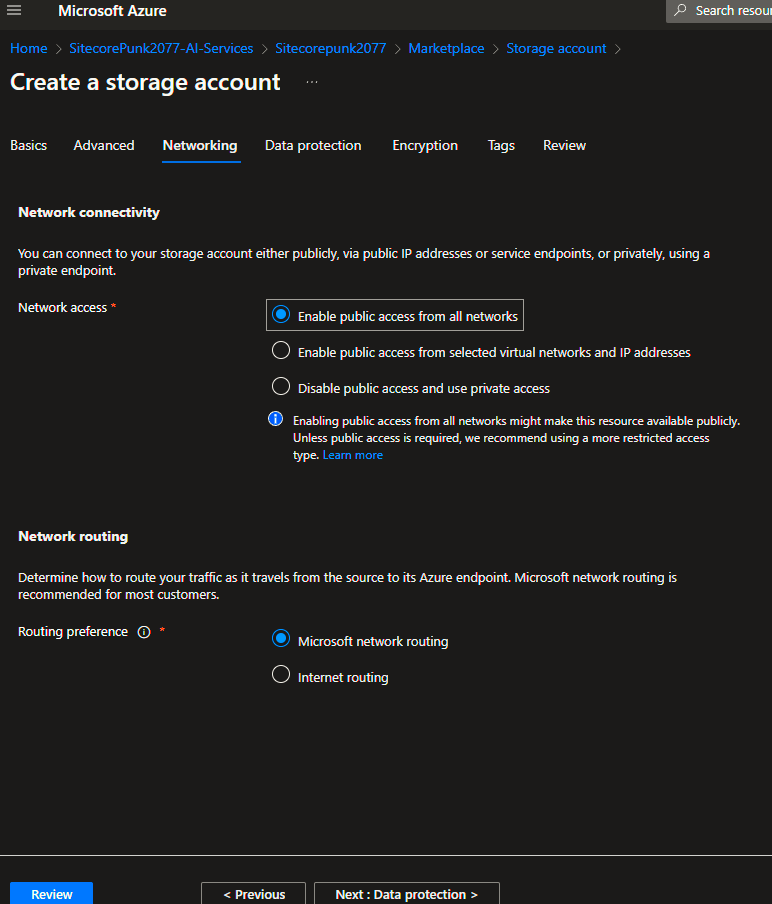 Microsoft Azure
Search
Home > SitecorePunk2077-AI-Services > Sitecorepunk2077 > Marketplace > Storage account >
Create a storage account ...
Basics Advanced Networking Data protection Encryption Tags Review
Network connectivity
You can connect to your storage account either publicly, via public IP addresses or service endpoints, or privately, using a
private endpoint.
Network access *
Enable public access from all networks
Enable public access from selected virtual networks and IP addresses
Disable public access and use private access
Enabling public access from all networks might make this resource available publicly.
Unless public access is required, we recommend using a more restricted access
type. Learn more
Network routing
Determine how to route your traffic as it travels from the source to its Azure endpoint. Microsoft network routing is
recommended for most customers.
Routing preference *
Microsoft network routing
Internet routing
Review < Previous Next : Data protection >